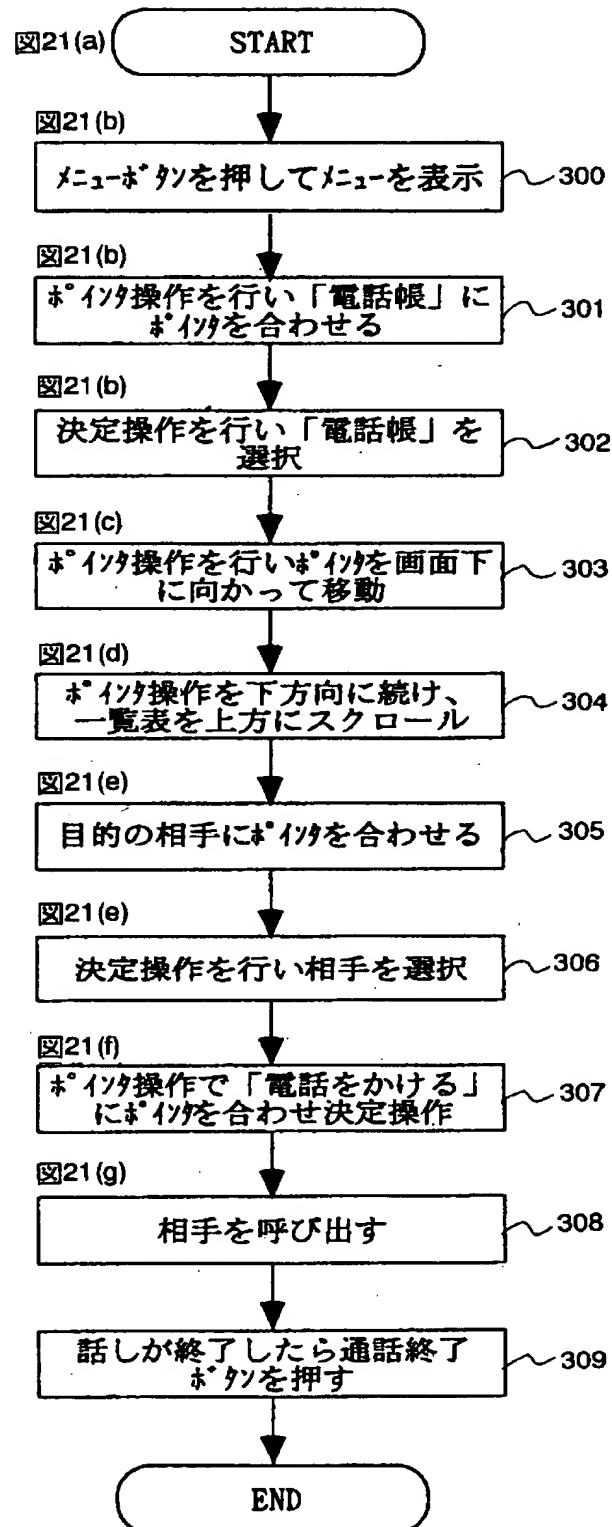 図21(a)
START
図21(b)
ﾒﾆｭｰﾎﾞﾀﾝを押してﾒﾆｭｰを表示
300
図21(b)
ﾎﾟｲﾝﾀ操作を行い「電話帳」に
ﾎﾟｲﾝﾀを合わせる
301
図21(b)
決定操作を行い「電話帳」を
選択
302
図21(c)
ﾎﾟｲﾝﾀ操作を行いﾎﾟｲﾝﾀを画面下
に向かって移動
303
図21(d)
ﾎﾟｲﾝﾀ操作を下方向に続け、
一覧表を上方にスクロール
304
図21(e)
目的の相手にﾎﾟｲﾝﾀを合わせる
305
図21(e)
決定操作を行い相手を選択
306
図21(f)
ﾎﾟｲﾝﾀ操作で「電話をかける」
にﾎﾟｲﾝﾀを合わせ決定操作
307
図21(g)
相手を呼び出す
308
話しが終了したら通話終了
ﾎﾞﾀﾝを押す
309
END